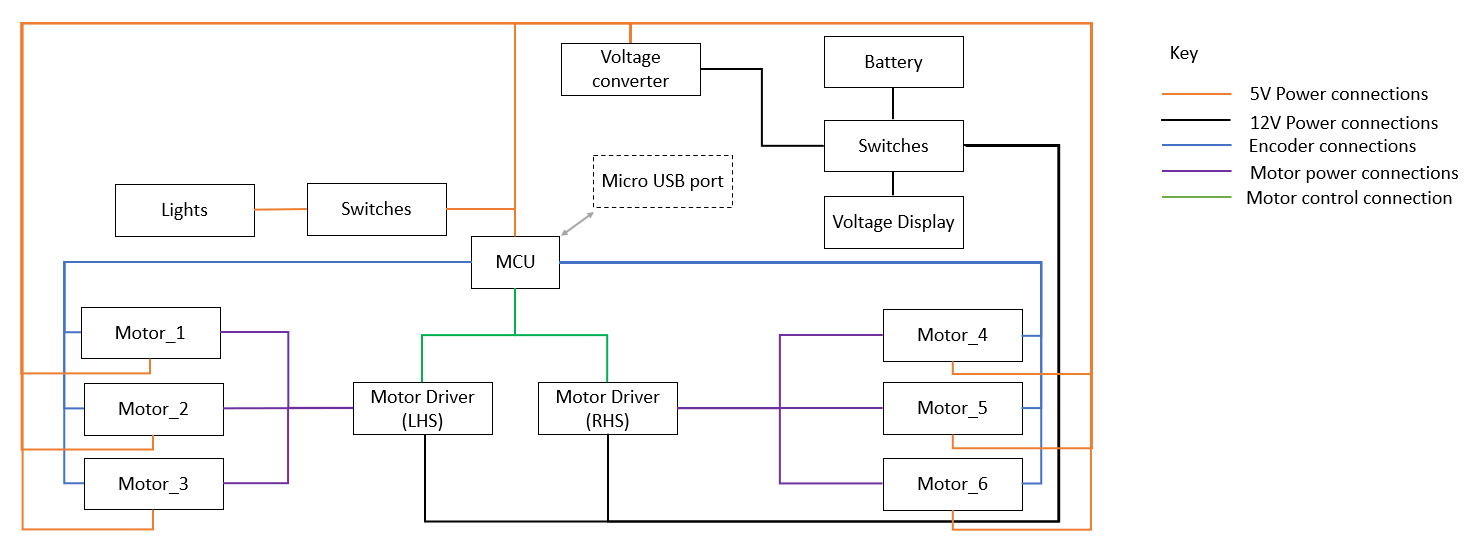 Voltage
converter
Battery
Key
5V Power connections
12V Power connections
Switches
Encoder connections
Motor power connections
Micro USB port
Motor control connection
Lights
Switches
Voltage Display
MCU
Motor_1
Motor_4
Motor_2
Motor Driver
(LHS)
Motor Driver
(RHS)
Motor_5
Motor_3
Motor_6